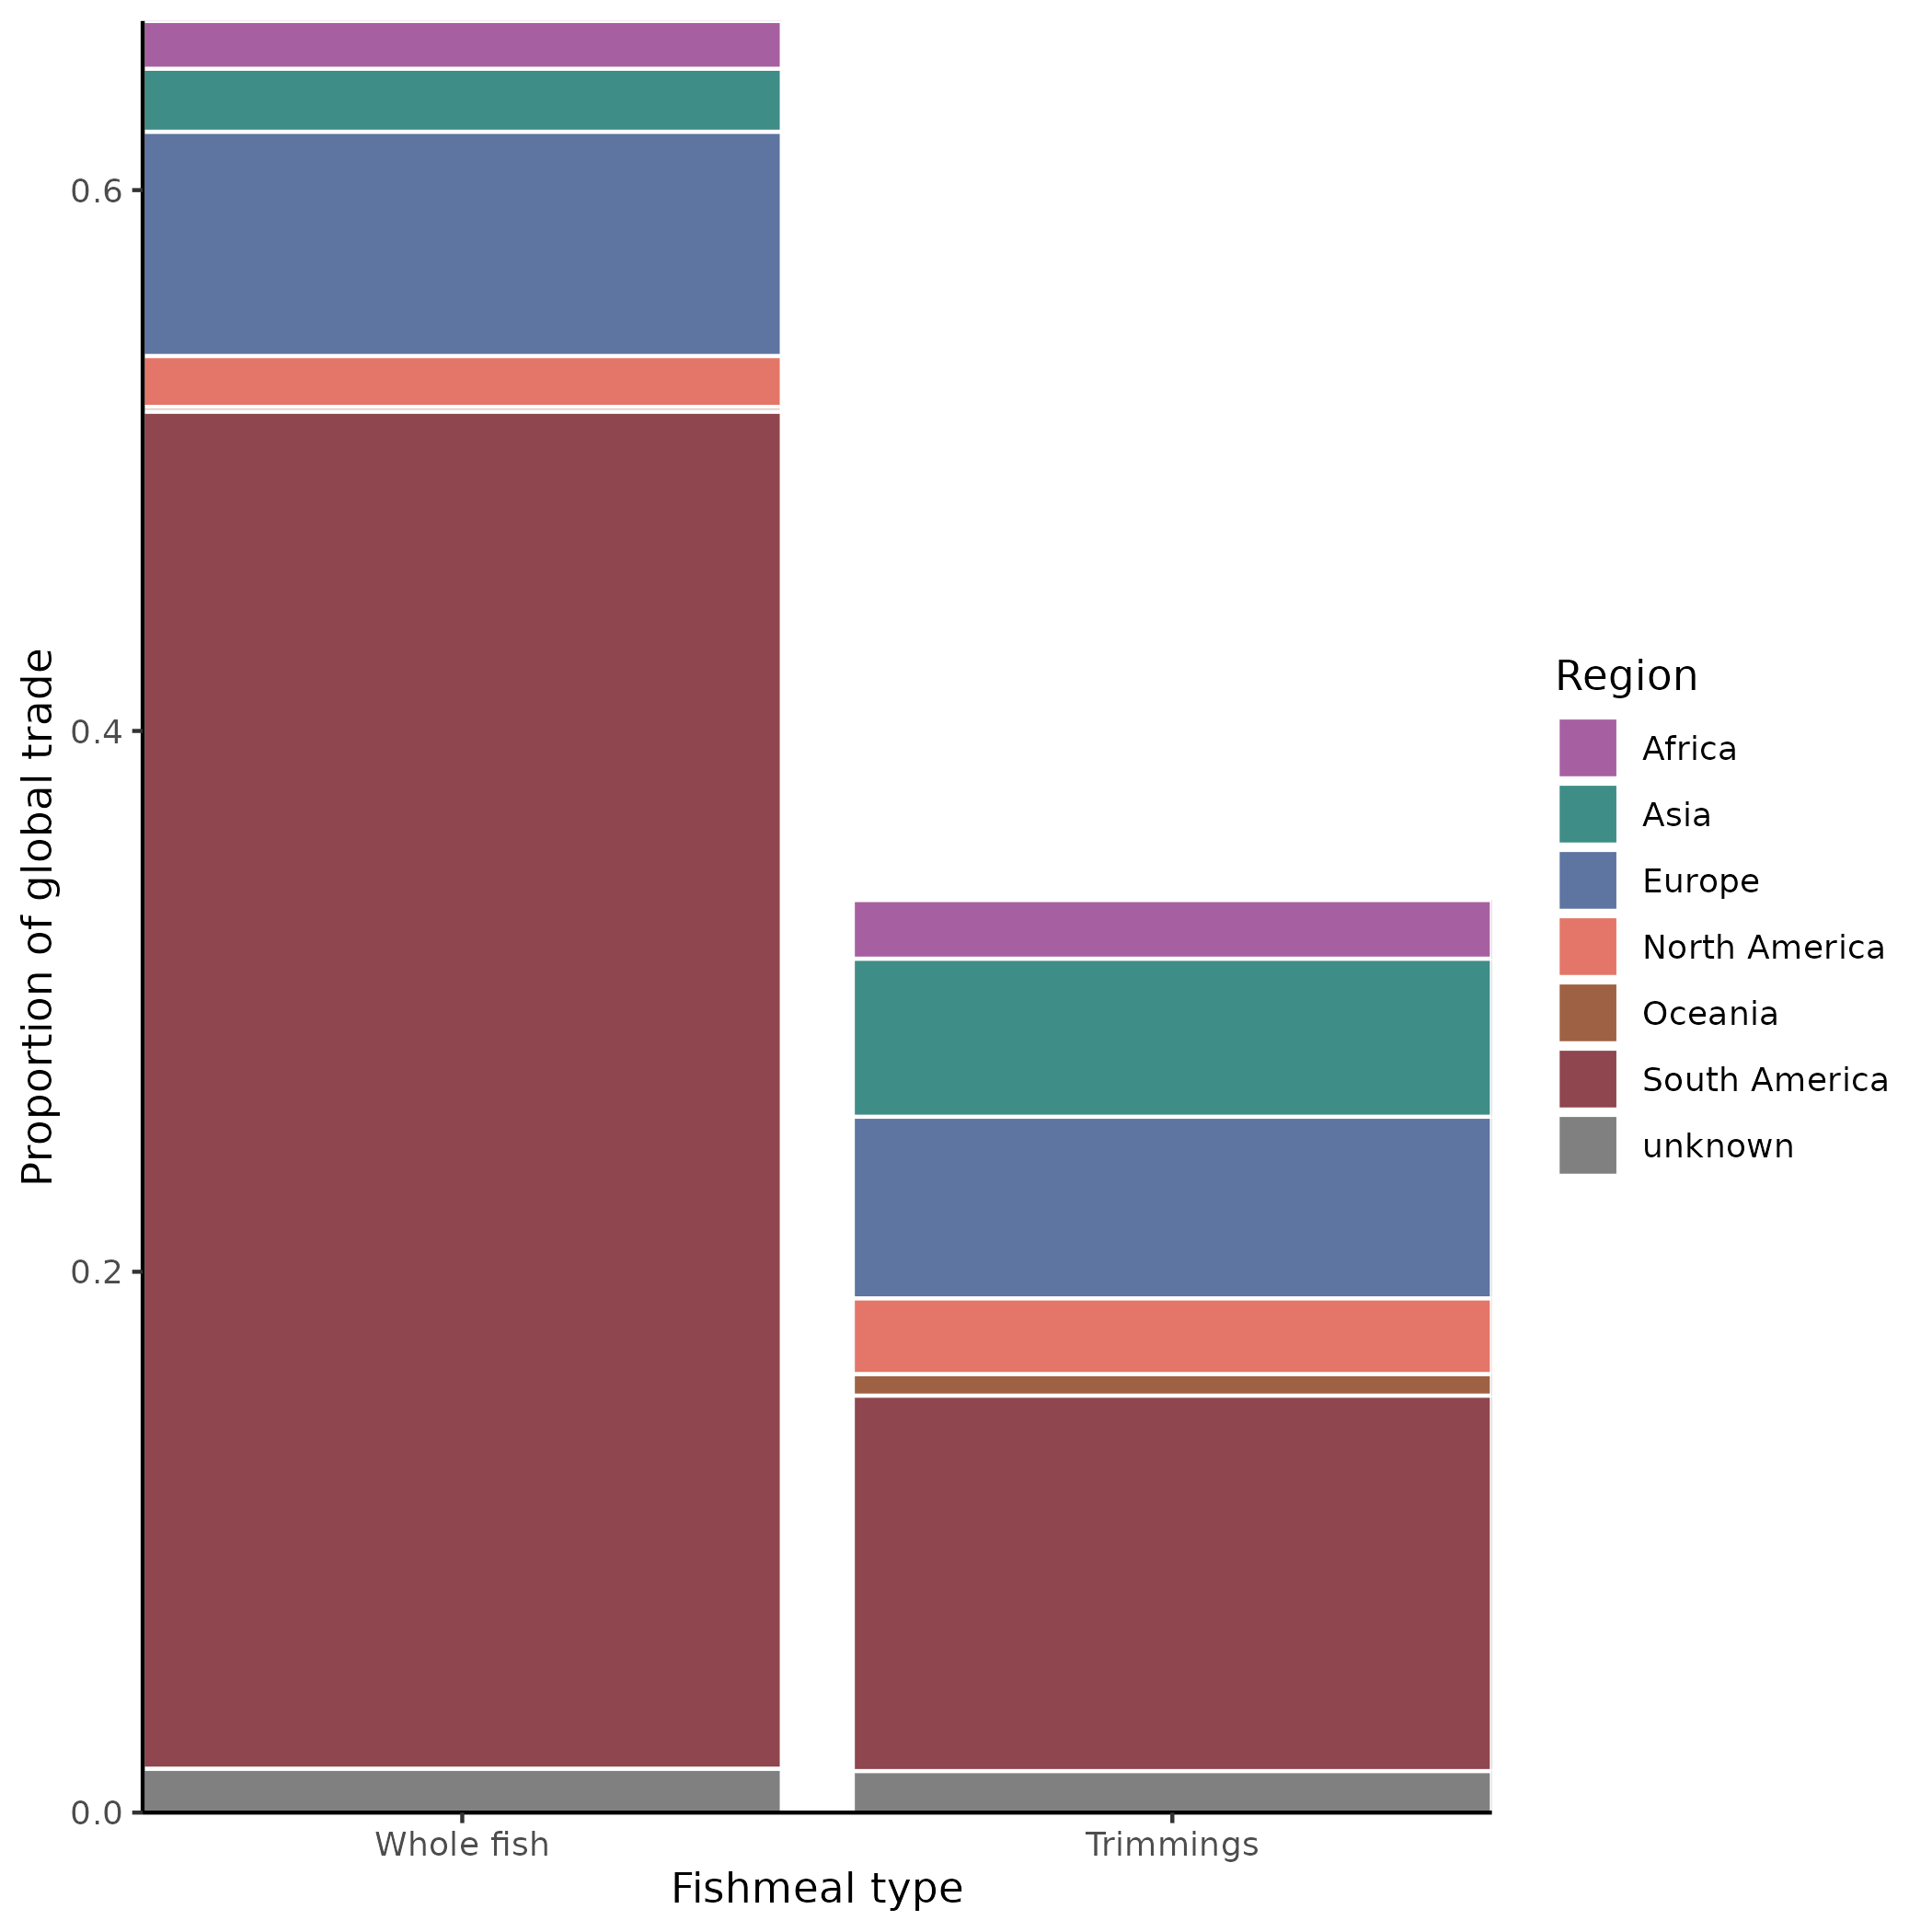 Proportion of global trade
0.6
0.4
0.2
0.0
Whole fish
Trimmings
Fishmeal type
Region
Africa
Asia
Europe
North America
Oceania
South America
unknown